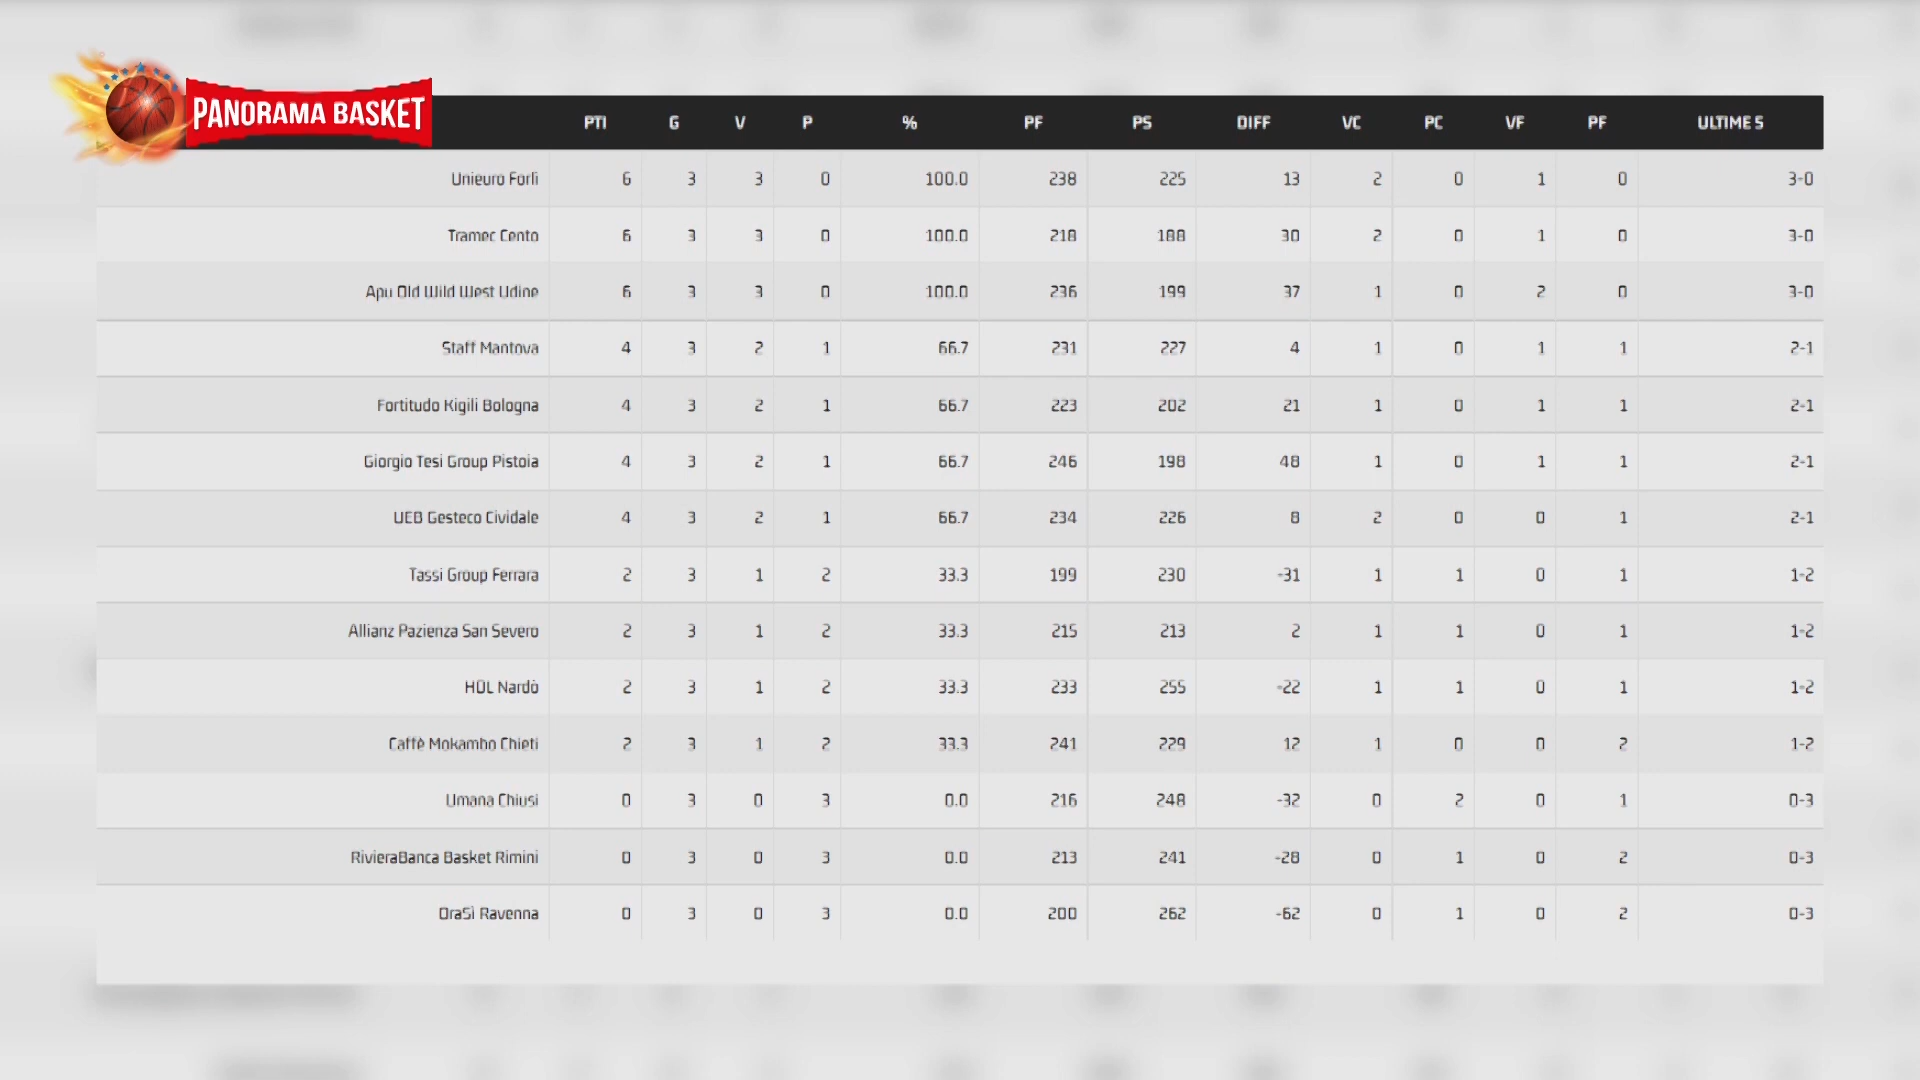 PANORAMA BASKET
PTI G V P % PF PS DIFF VC PC VF PF ULTIME 5
Unieuro Forlì 6 3 3 0 100.0 238 225 13 2 0 1 0 3-0
Tramec Cento 6 3 3 0 100.0 218 188 30 2 0 1 0 3-0
Apu Old Wild West Udine 6 3 3 0 100.0 236 199 37 1 0 2 0 3-0
Staff Mantova 4 3 2 1 66.7 231 227 4 1 0 1 1 2-1
Fortitudo Kigili Bologna 4 3 2 1 66.7 223 202 21 1 0 1 1 2-1
Giorgio Tesi Group Pistoia 4 3 2 1 66.7 246 198 48 1 0 1 1 2-1
UEB Gesteco Cividale 4 3 2 1 66.7 234 226 8 2 0 0 1 2-1
Tassi Group Ferrara 2 3 1 2 33.3 199 230 -31 1 1 0 1 1-2
Allianz Pazienza San Severo 2 3 1 2 33.3 215 213 2 1 1 0 1 1-2
HDL Nardò 2 3 1 2 33.3 233 255 -22 1 1 0 1 1-2
Caffè Mokambo Chieti 2 3 1 2 33.3 241 229 12 1 0 0 2 1-2
Umana Chiusi 0 3 0 3 0.0 216 248 -32 0 2 0 1 0-3
RivieraBanca Basket Rimini 0 3 0 3 0.0 213 241 -28 0 1 0 2 0-3
OraSì Ravenna 0 3 0 3 0.0 200 262 -62 0 1 0 2 0-3